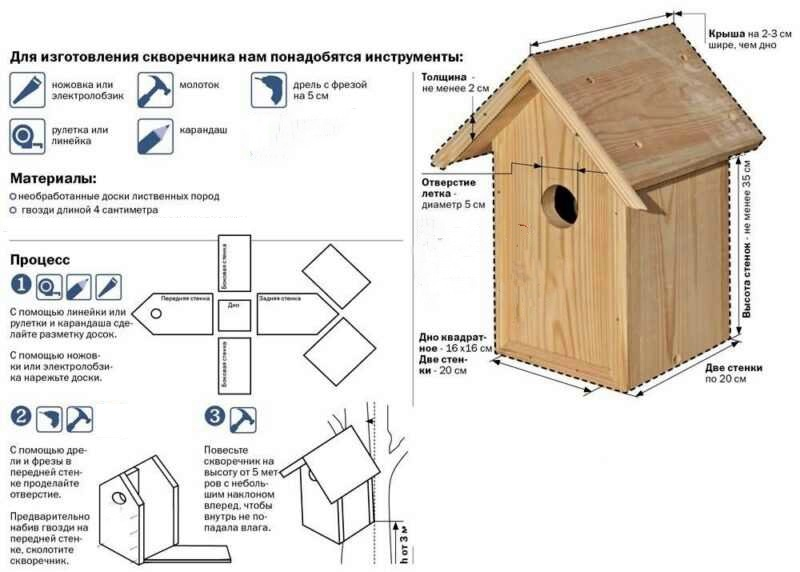 Для изготовления скворечника нам понадобятся инструменты:
ножовка или
электролобзик
молоток
дрель с фрезой
на 5 см
рулетка или
линейка
карандаш
Материалы:
необработанные доски лиственных пород
гвозди длиной 4 сантиметра
Процесс
1
С помощью линейки или
рулетки и карандаша сде-
лайте разметку досок.
С помощью ножов-
ки или электролобзи-
ка нарежьте доски.
Боковая стенка
Передняя стенка
Дно
Задняя стенка
Боковая стенка
2
С помощью дре-
ли и фрезы в
передней стен-
ке проделайте
отверстие.
Предварительно
набив гвозди на
передней стен-
ке, сколотите
скворечник.
3
Повесьте
скворечник на
высоту от 5 мет-
ров с неболь-
шим наклоном
вперед, чтобы
внутрь не по-
падала влага.
h от 3 м
Крыша на 2-3 см
шире, чем дно
Толщина -
не менее 2 см
Отверстие
летка -
диаметр 5 см
Высота стенок - не менее 35 см
Дно квадрат-
ное - 16 х16 см
Две стен-
ки - 20 см
Две стенки
по 20 см